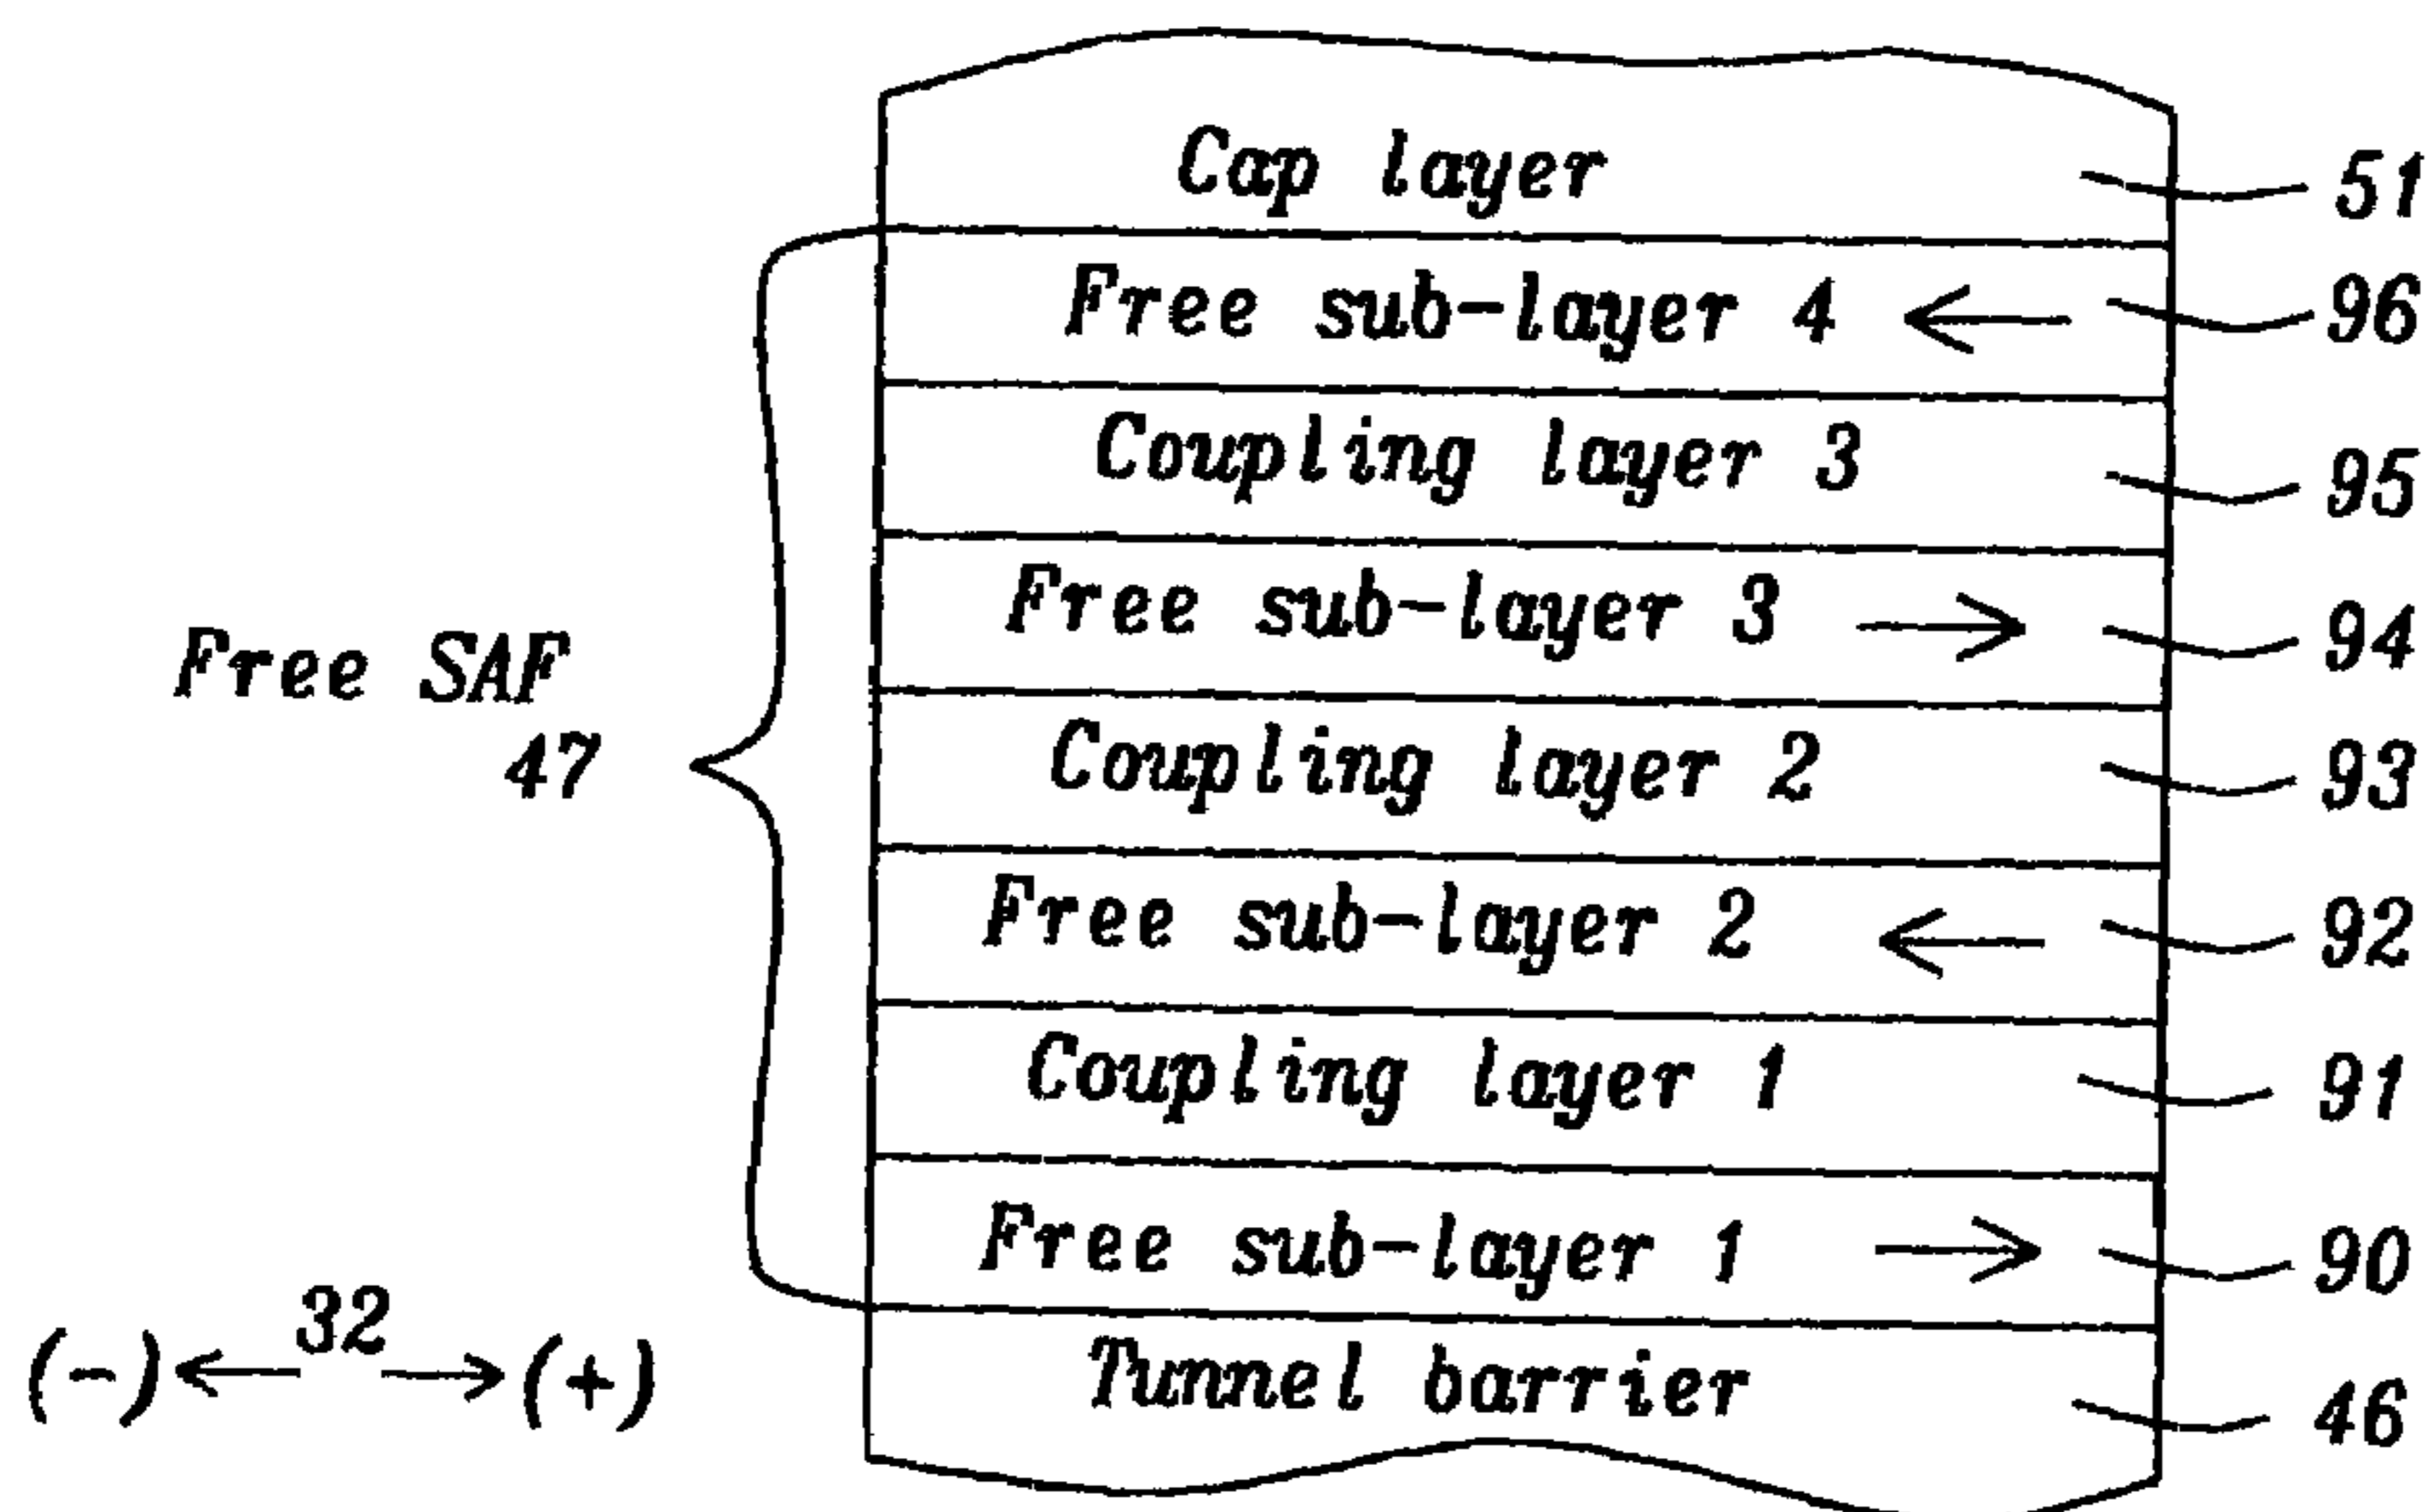 Cap layer 51
Free sub-layer 4 96
Coupling layer 3 95
Free sub-layer 3 94
Free SAF
47
Coupling layer 2 93
Free sub-layer 2 92
Coupling layer 1 91
Free sub-layer 1 90
(-) 32 (+)
Tunnel barrier 46